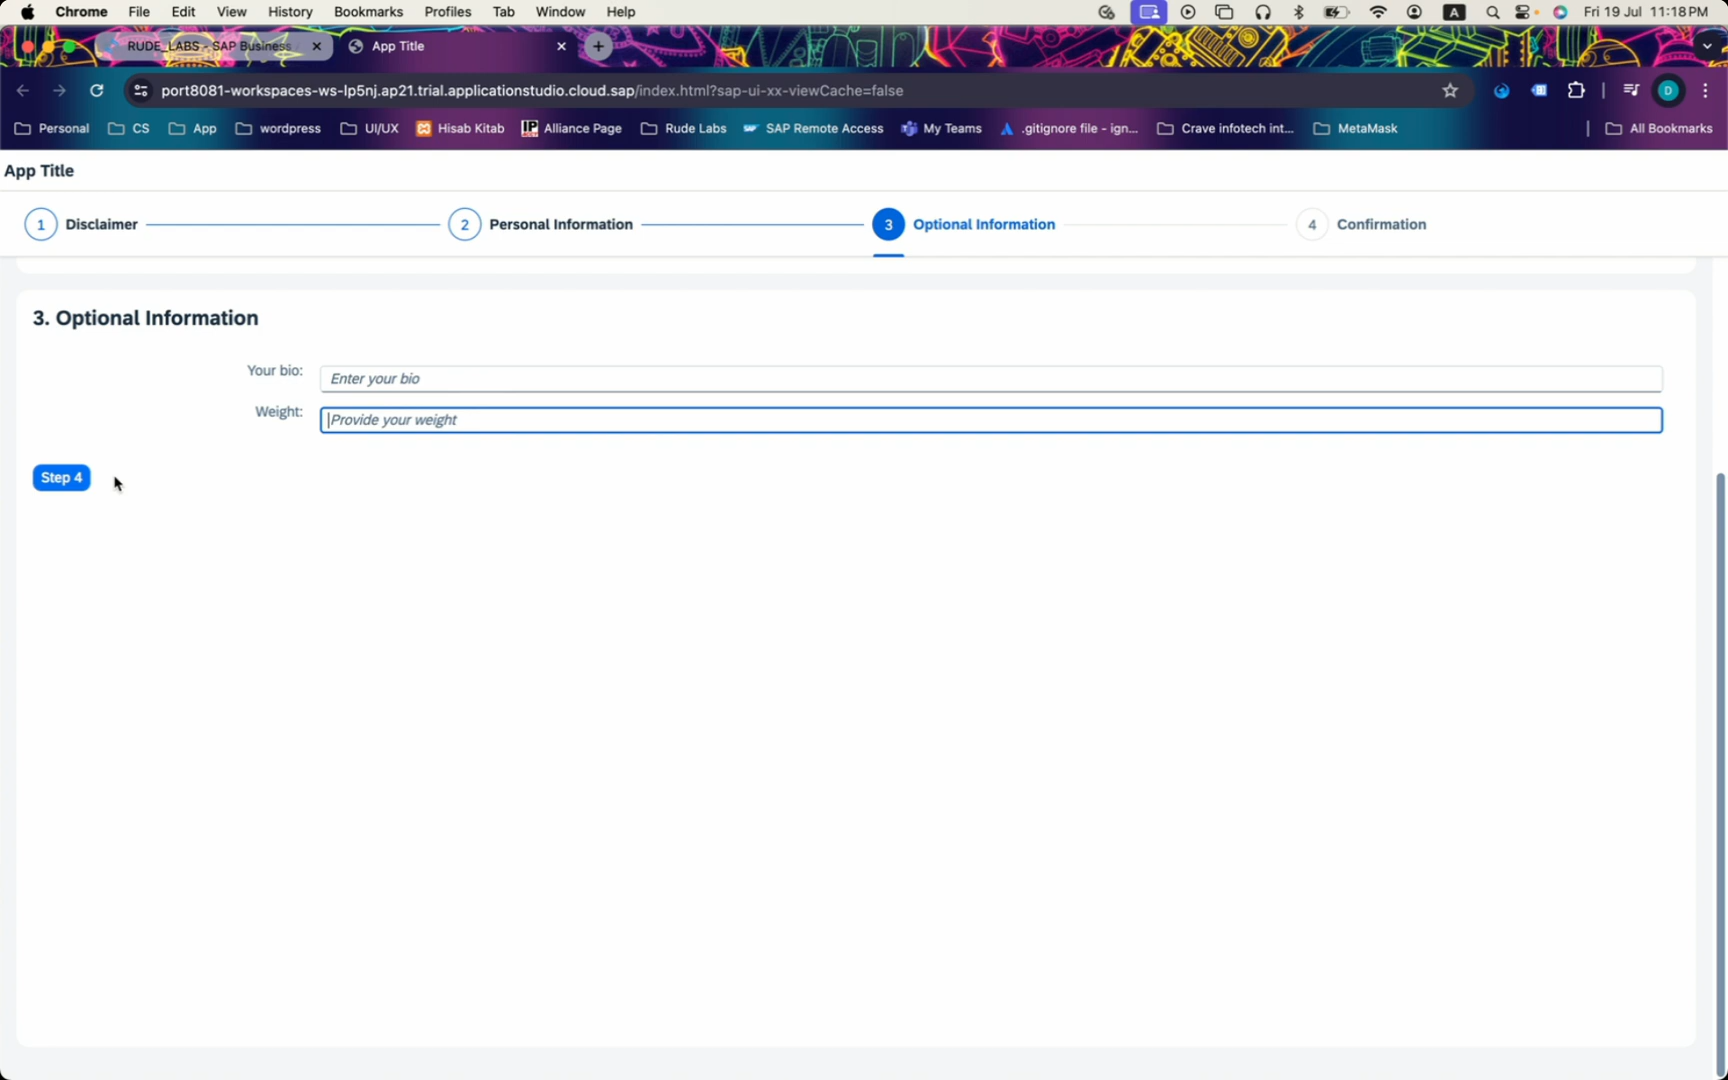 Chrome File Edit View History Bookmarks Profiles Tab Window Help A Fri 19 Jul 11:18 PM
RUDE_LABS - SAP Business App Title
port8081-workspaces-ws-lp5nj.ap21.trial.applicationstudio.cloud.sap/index.html?sap-ui-xx-viewCache=false D
Personal CS App wordpress UI/UX Hisab Kitab Alliance Page Rude Labs SAP Remote Access My Teams .gitignore file - ign... Crave infotech int... MetaMask All Bookmarks
App Title
1 Disclaimer 2 Personal Information 3 Optional Information 4 Confirmation
3. Optional Information
Your bio: Enter your bio
Weight: Provide your weight
Step 4